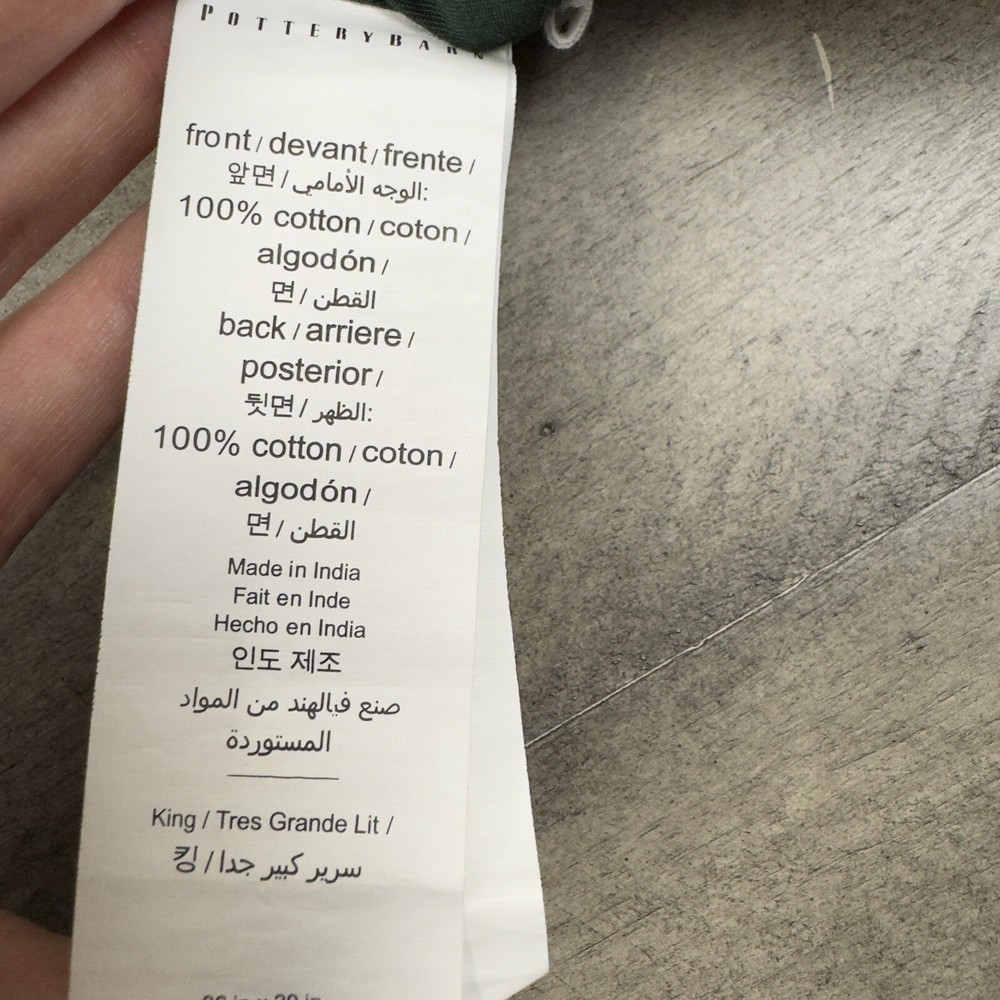 POTTERYBARN
front / devant / frente /
앞면 / الوجه الأمامي:
100% cotton / coton /
algodón /
면 / القطن
back / arriere /
posterior /
뒷면 / الظهر:
100% cotton / coton /
algodón /
면 / القطن
Made in India
Fait en Inde
Hecho en India
인도 제조
صنع فيالهند من المواد
المستوردة
King / Tres Grande Lit /
킹 / سرير كبير جدا